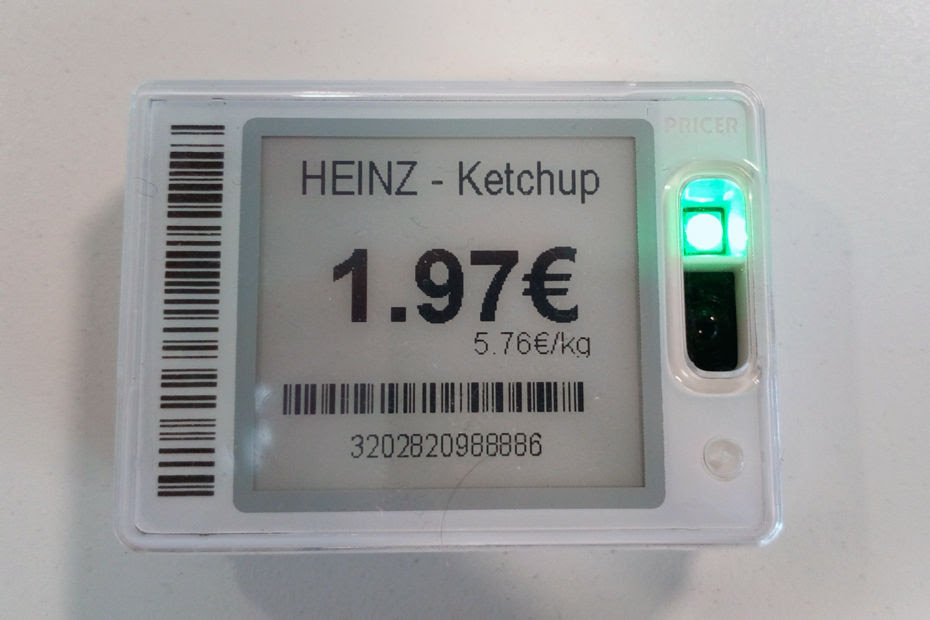 PRICER
HEINZ - Ketchup
1.97€
5.76€/kg
3202820988886